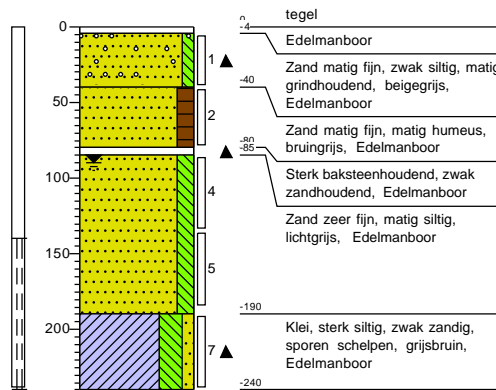 0
50
100
150
200
1
2
4
5
7
0
-4
-40
-80
-85
-190
-240
tegel
Edelmanboor
Zand matig fijn, zwak siltig, matig
grindhoudend, beigegrijs,
Edelmanboor
Zand matig fijn, matig humeus,
bruingrijs, Edelmanboor
Sterk baksteenhoudend, zwak
zandhoudend, Edelmanboor
Zand zeer fijn, matig siltig,
lichtgrijs, Edelmanboor
Klei, sterk siltig, zwak zandig,
sporen schelpen, grijsbruin,
Edelmanboor